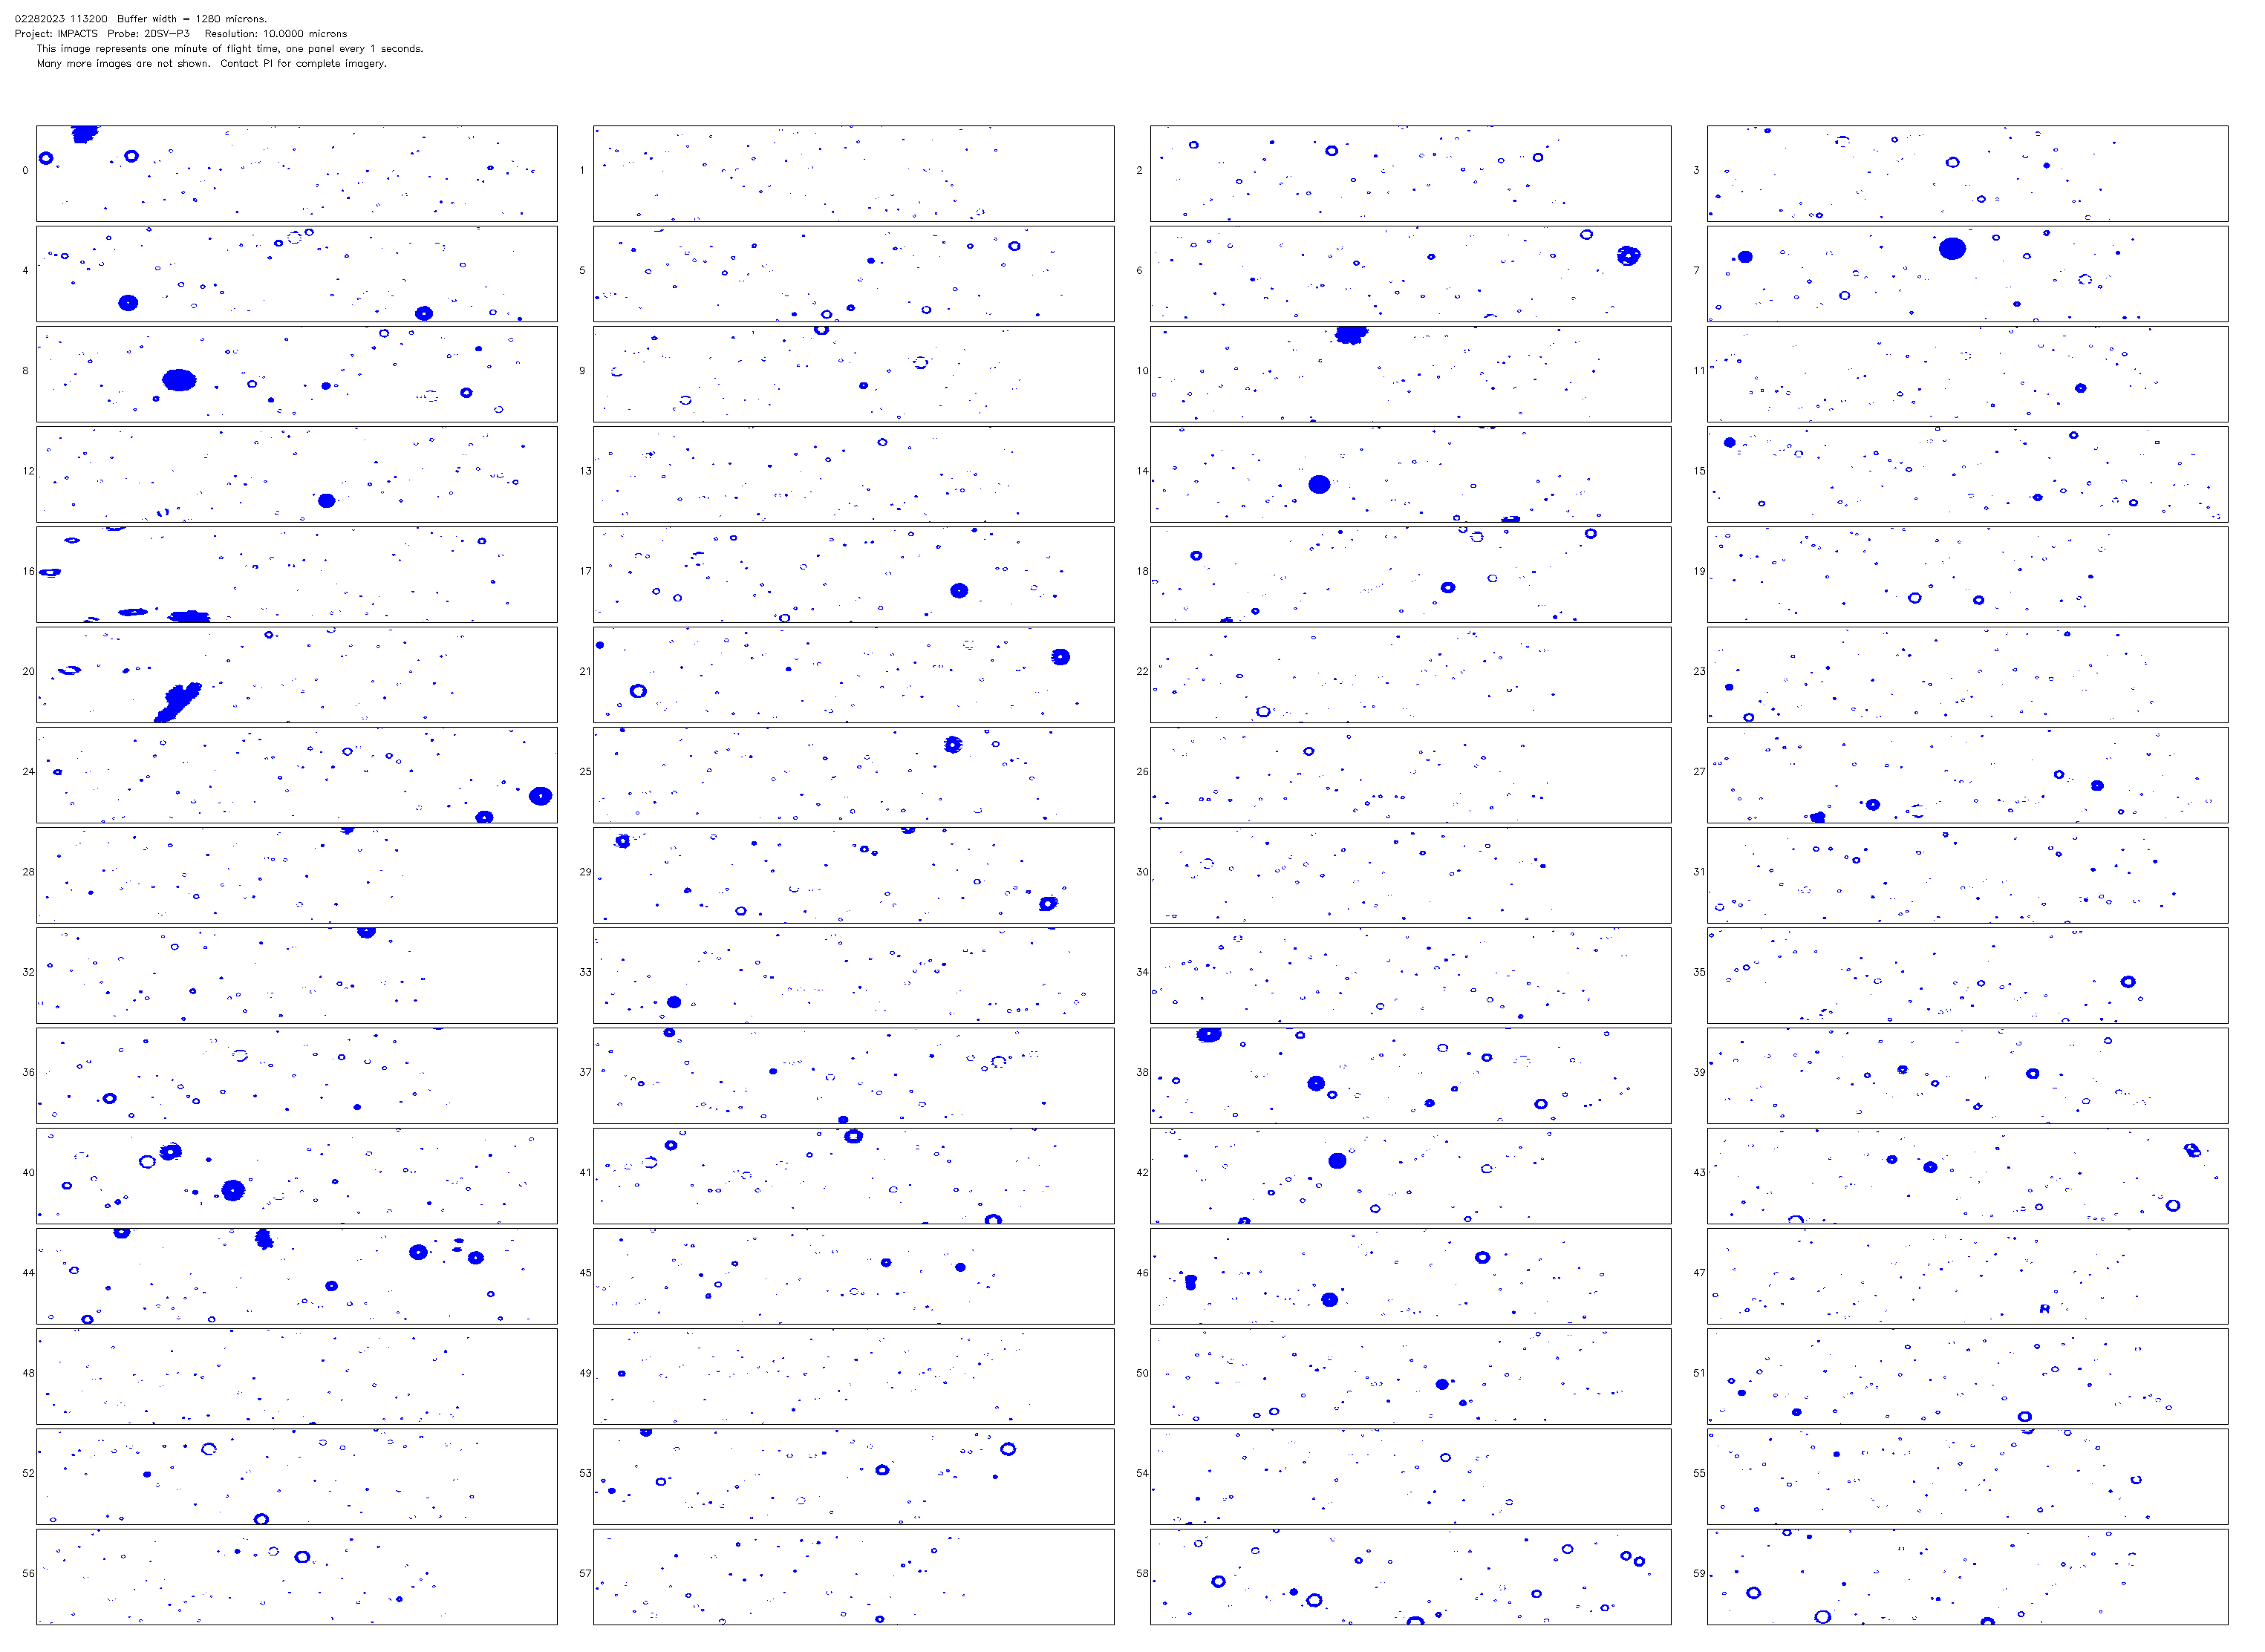 02282023 113200 Buffer width = 1280 microns.
Project: IMPACTS Probe: 2DSV-P3 Resolution: 10.0000 microns
This image represents one minute of flight time, one panel every 1 seconds.
Many more images are not shown. Contact PI for complete imagery.
0 1 2 3
4 5 6 7
8 9 10 11
12 13 14 15
16 17 18 19
20 21 22 23
24 25 26 27
28 29 30 31
32 33 34 35
36 37 38 39
40 41 42 43
44 45 46 47
48 49 50 51
52 53 54 55
56 57 58 59